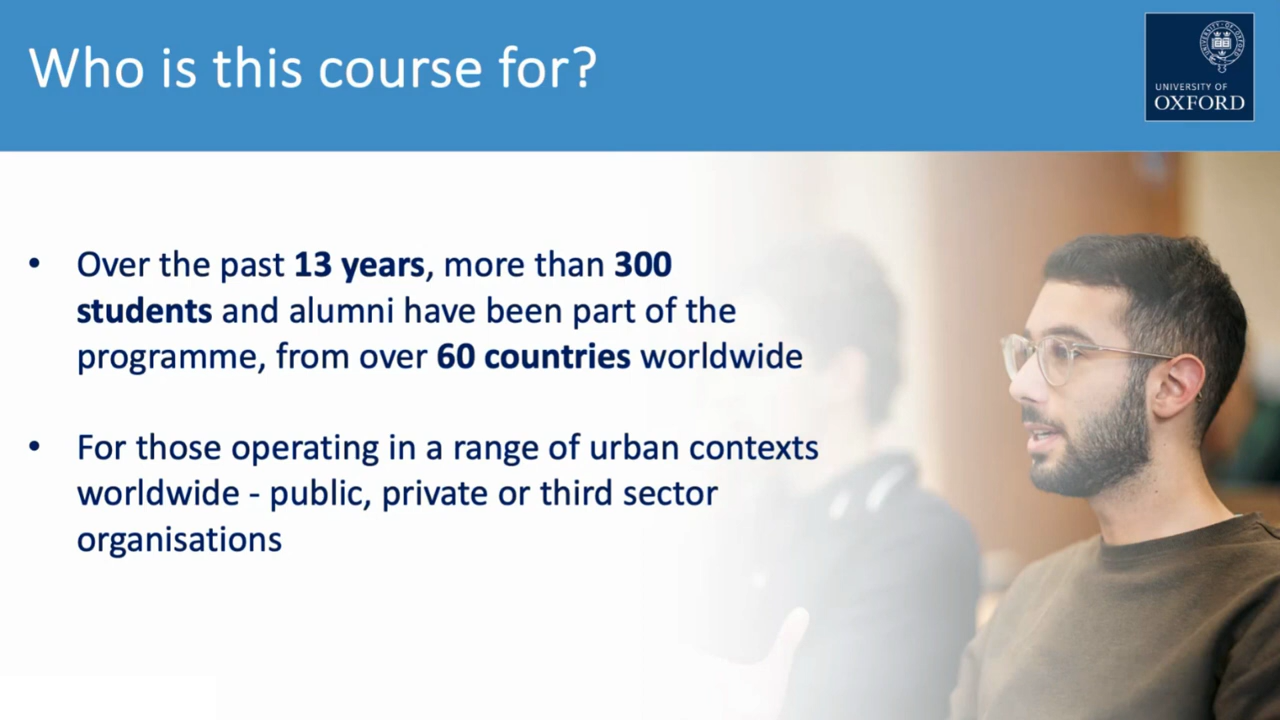 Who is this course for?
UNIVERSITY OF
OXFORD
• Over the past 13 years, more than 300
students and alumni have been part of the
programme, from over 60 countries worldwide
• For those operating in a range of urban contexts
worldwide - public, private or third sector
organisations